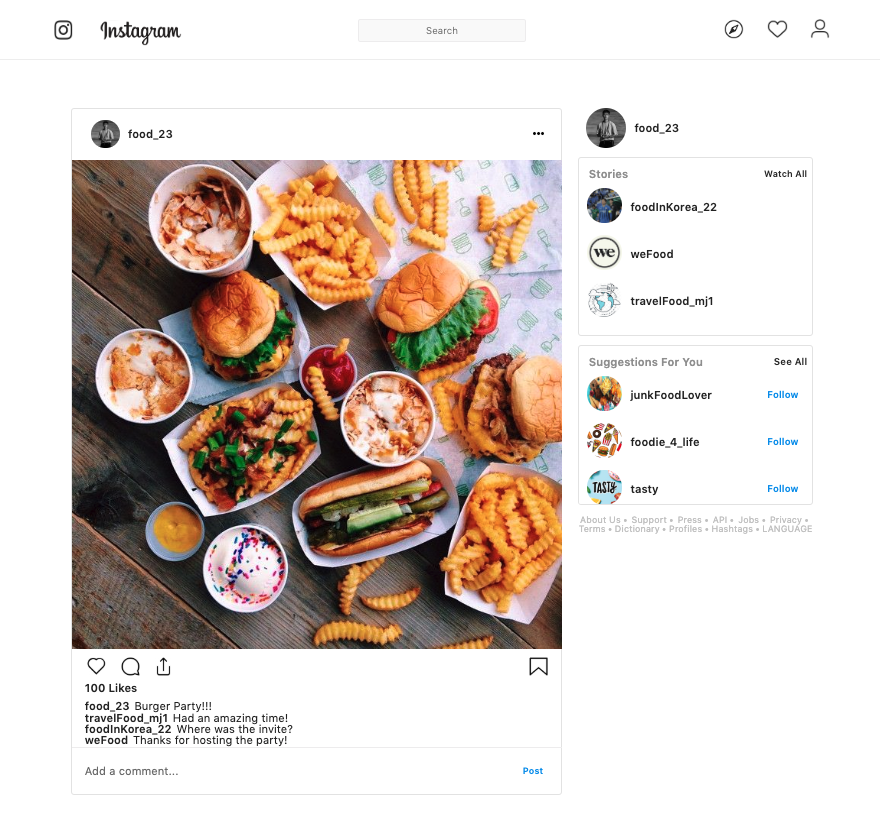 Instagram
Search
food_23
•••
food_23
Stories Watch All
foodInKorea_22
we
weFood
travelFood_mj1
Suggestions For You See All
junkFoodLover Follow
foodie_4_life Follow
TASTY
tasty Follow
About Us • Support • Press • API • Jobs • Privacy •
Terms • Dictionary • Profiles • Hashtags • LANGUAGE
100 Likes
food_23 Burger Party!!!
travelFood_mj1 Had an amazing time!
foodInKorea_22 Where was the invite?
weFood Thanks for hosting the party!
Add a comment... Post